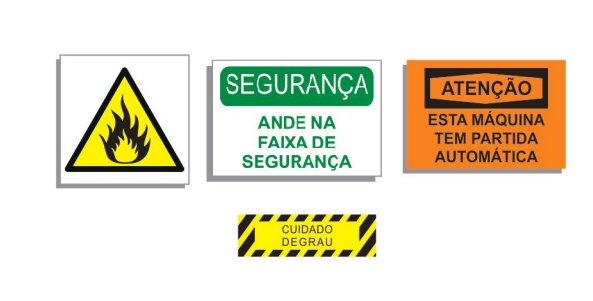 SEGURANÇA
ANDE NA
FAIXA DE
SEGURANÇA
ATENÇÃO
ESTA MÁQUINA
TEM PARTIDA
AUTOMÁTICA
CUIDADO
DEGRAU